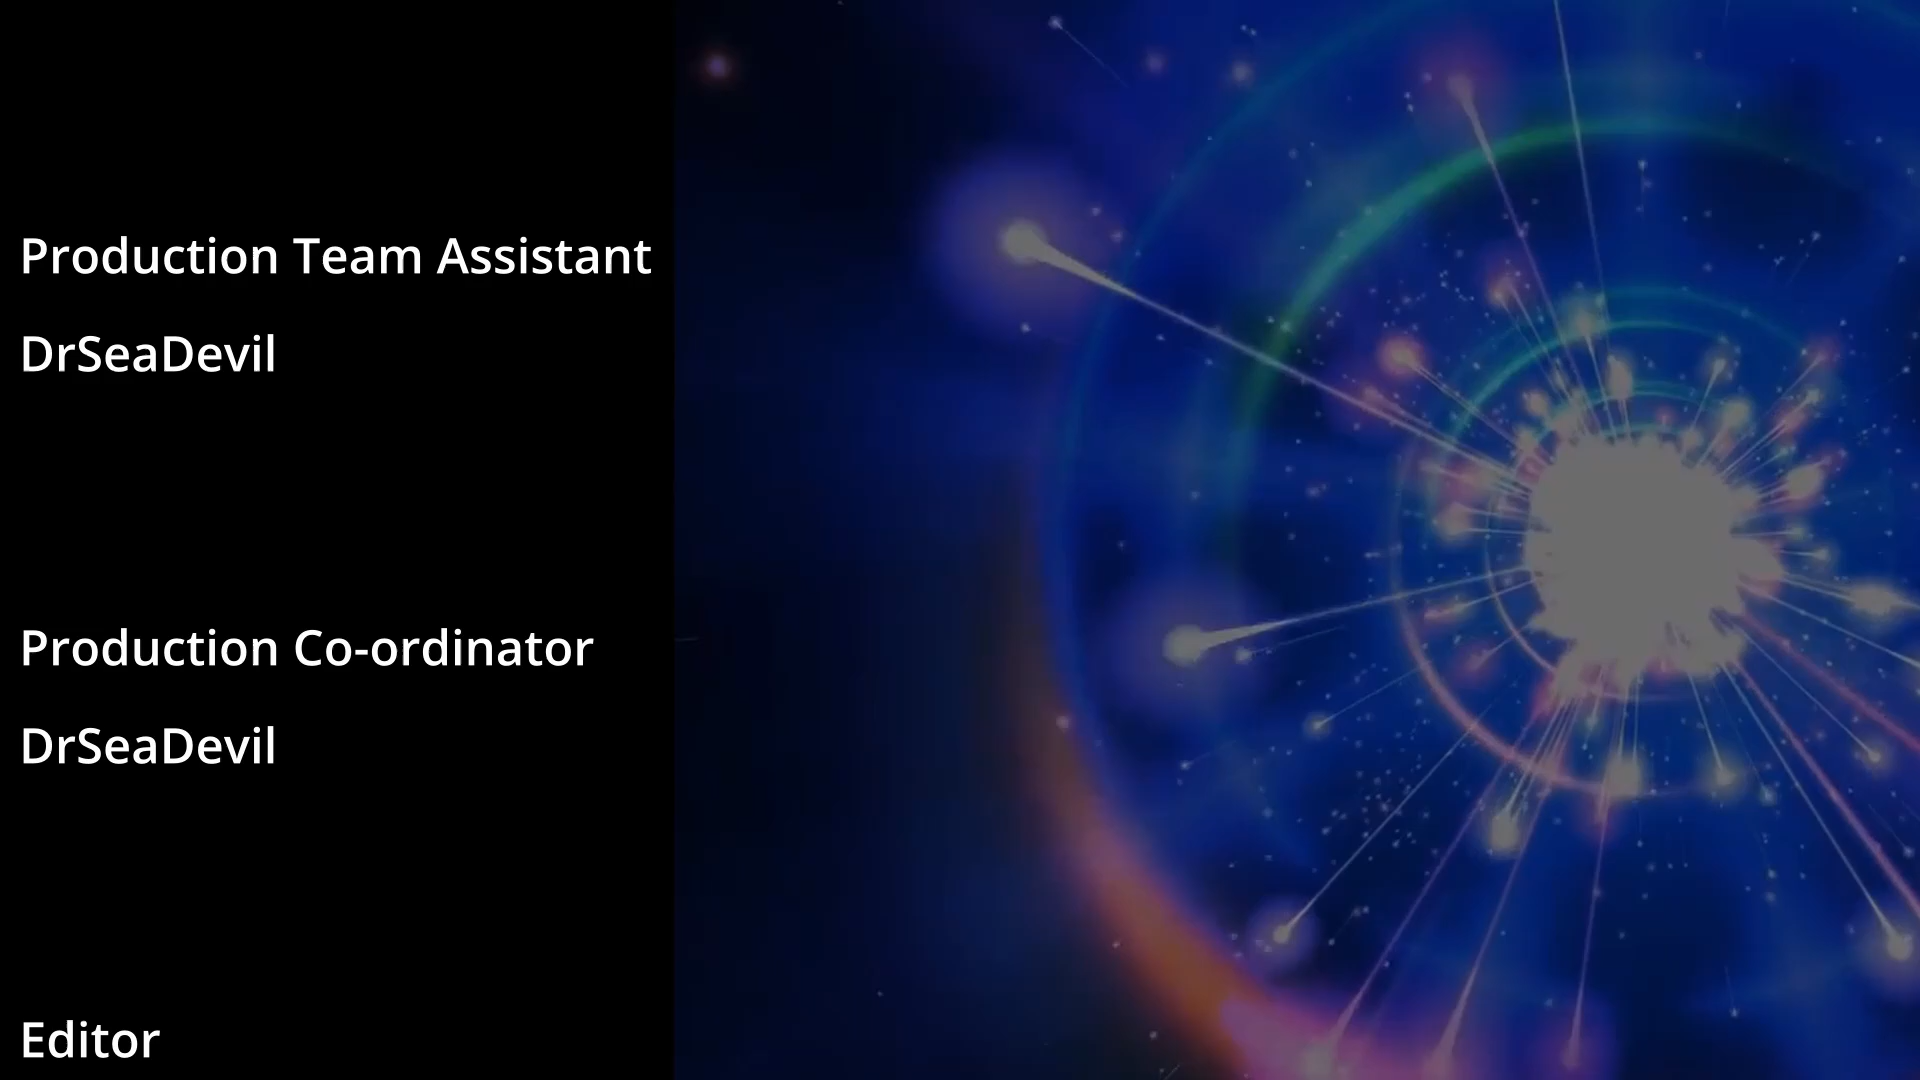 Production Team Assistant
DrSeaDevil
Production Co-ordinator
DrSeaDevil
Editor